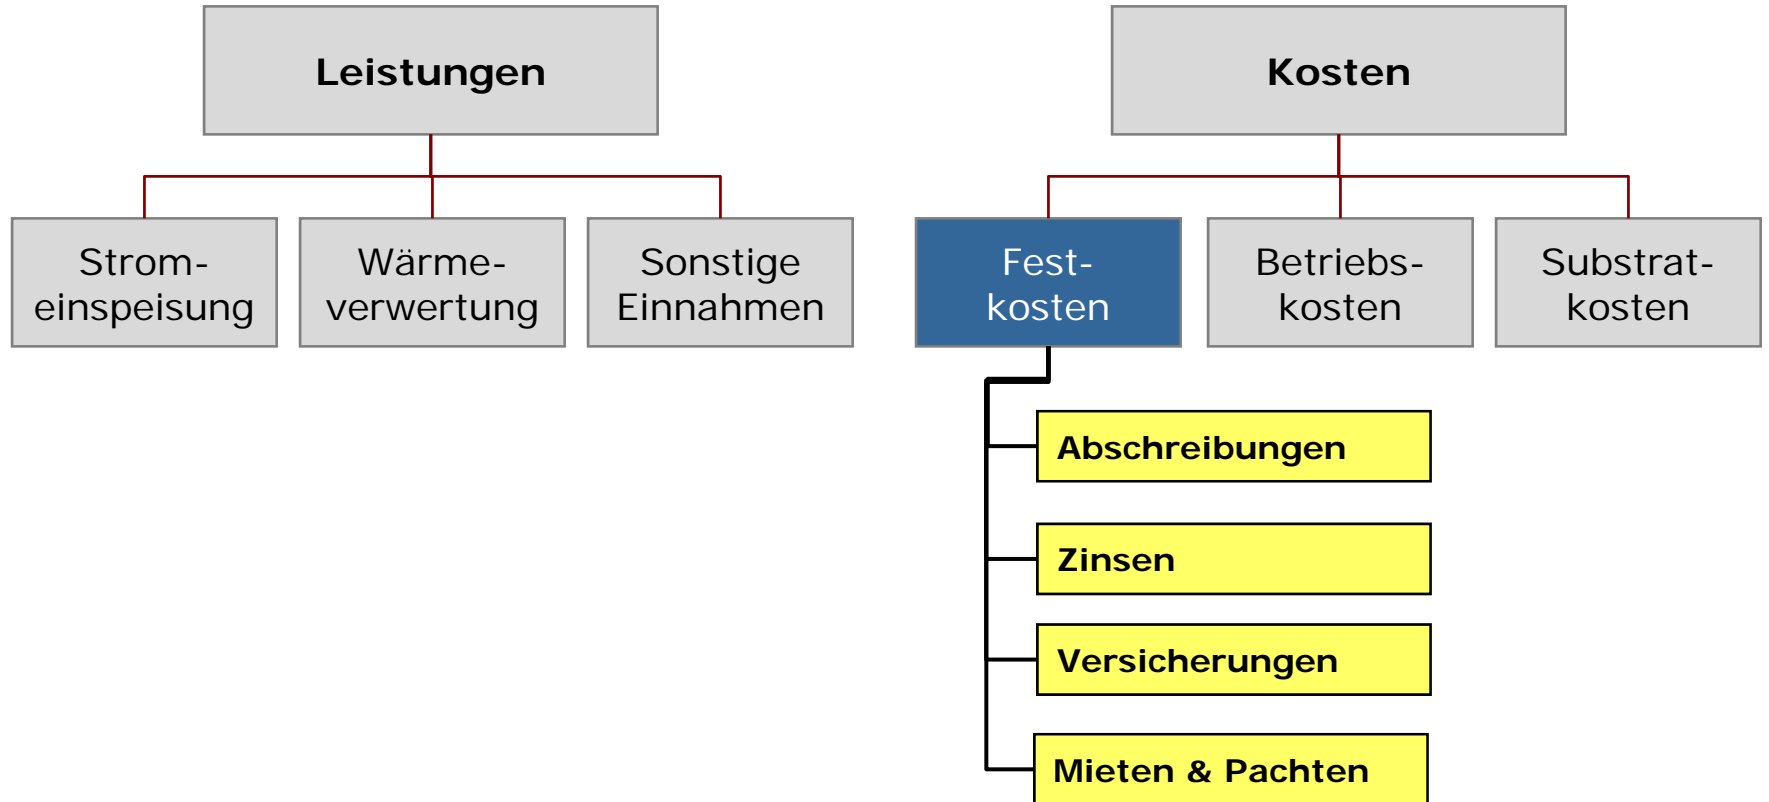 Leistungen
Kosten
Strom-
einspeisung
Wärme-
verwertung
Sonstige
Einnahmen
Fest-
kosten
Betriebs-
kosten
Substrat-
kosten
Abschreibungen
Zinsen
Versicherungen
Mieten & Pachten